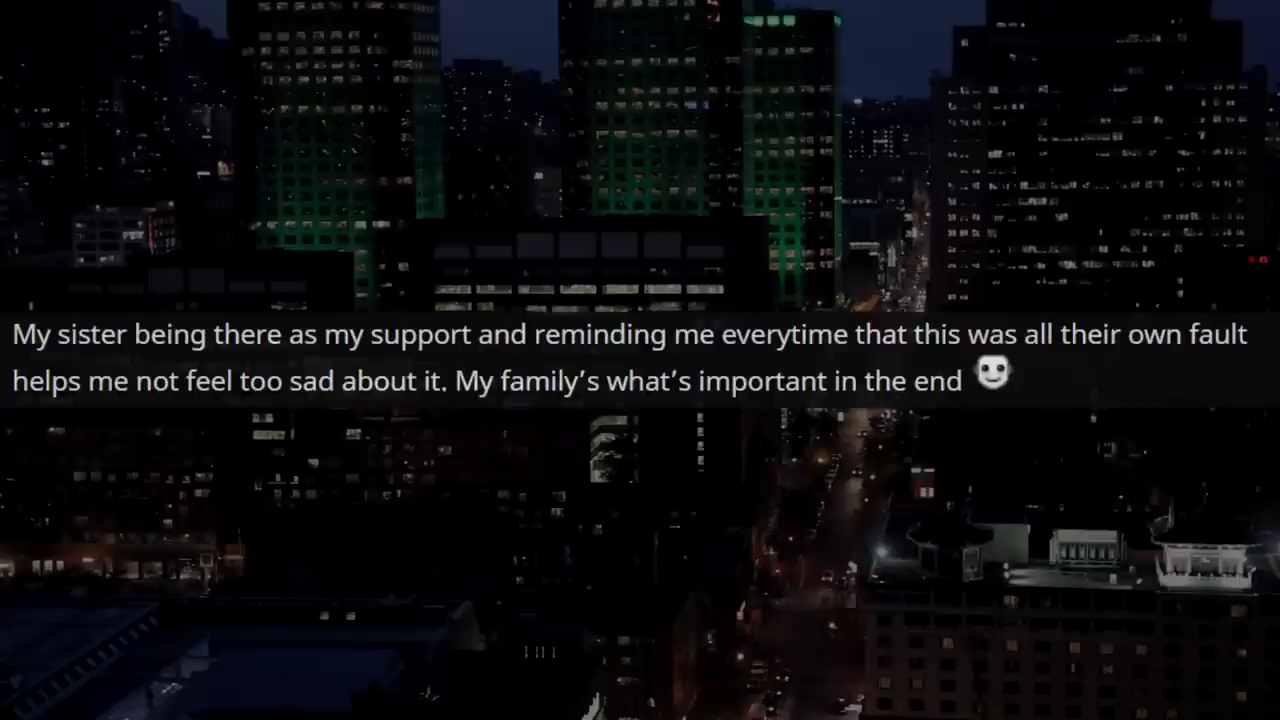 My sister being there as my support and reminding me everytime that this was all their own fault
helps me not feel too sad about it. My family’s what’s important in the end